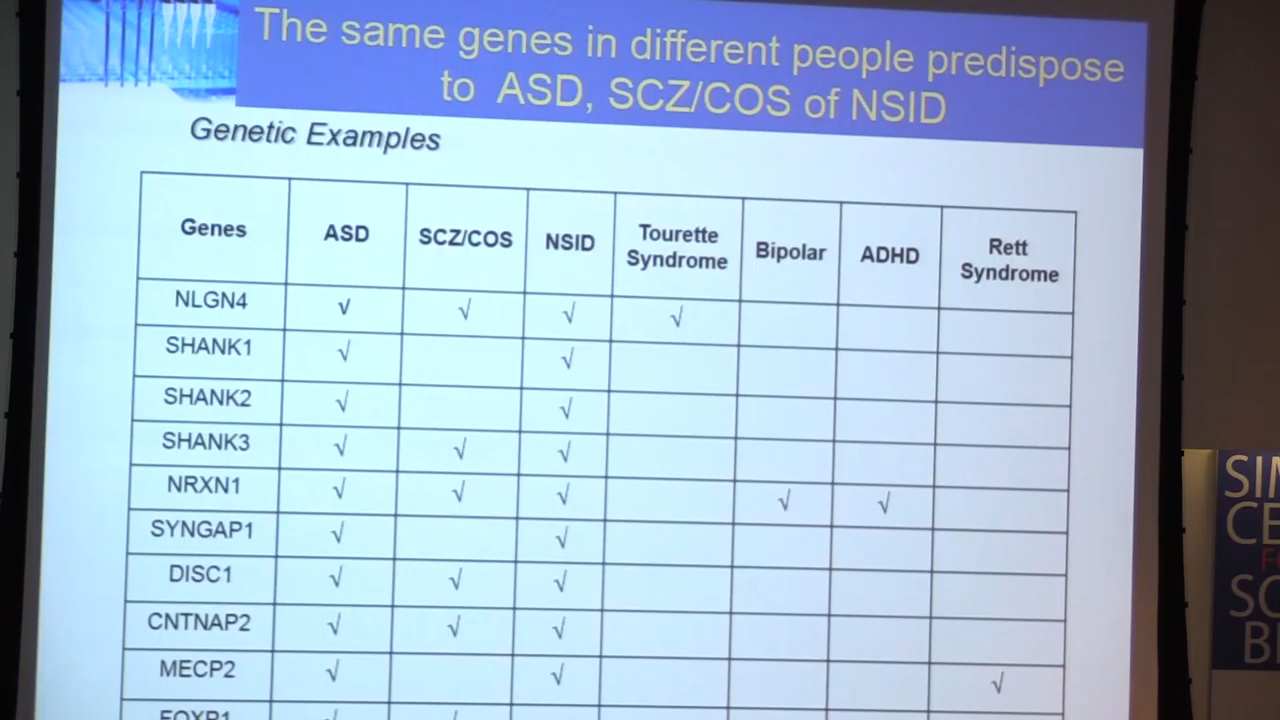 The same genes in different people predispose
to ASD, SCZ/COS of NSID
Genetic Examples
Genes ASD SCZ/COS NSID Tourette Syndrome Bipolar ADHD Rett Syndrome
NLGN4 √ √ √ √
SHANK1 √ √
SHANK2 √ √
SHANK3 √ √ √
NRXN1 √ √ √ √ √
SYNGAP1 √ √
DISC1 √ √ √
CNTNAP2 √ √ √
MECP2 √ √ √